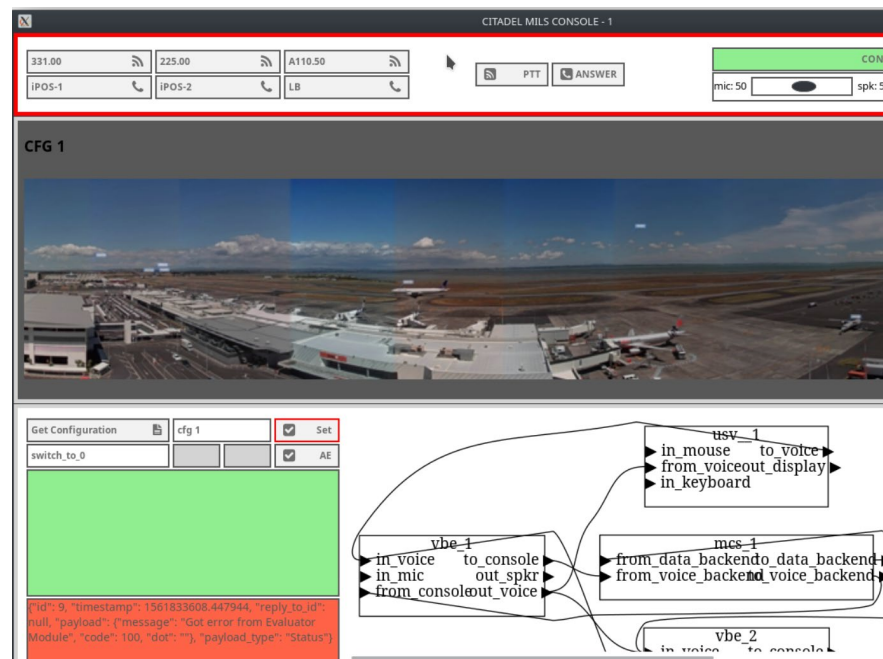 CITADEL MILS CONSOLE - 1
331.00 225.00 A110.50
iPOS-1 iPOS-2 LB
PTT ANSWER
CON
mic: 50 spk: 5
CFG 1
Get Configuration cfg 1 Set
switch_to_0 AE
{"id": 9, "timestamp": 1561833608.447944, "reply_to_id":
null, "payload": {"message": "Got error from Evaluator
Module", "code": 100, "dot": ""}, "payload_type": "Status"}
usv__1
in_mouse to_voice
from_voice out_display
in_keyboard
vbe_1
in_voice to_console
in_mic out_spkr
from_console out_voice
mcs_1
from_data_backend to_data_backend
from_voice_backend to_voice_backend
vbe_2
in_voice to_console